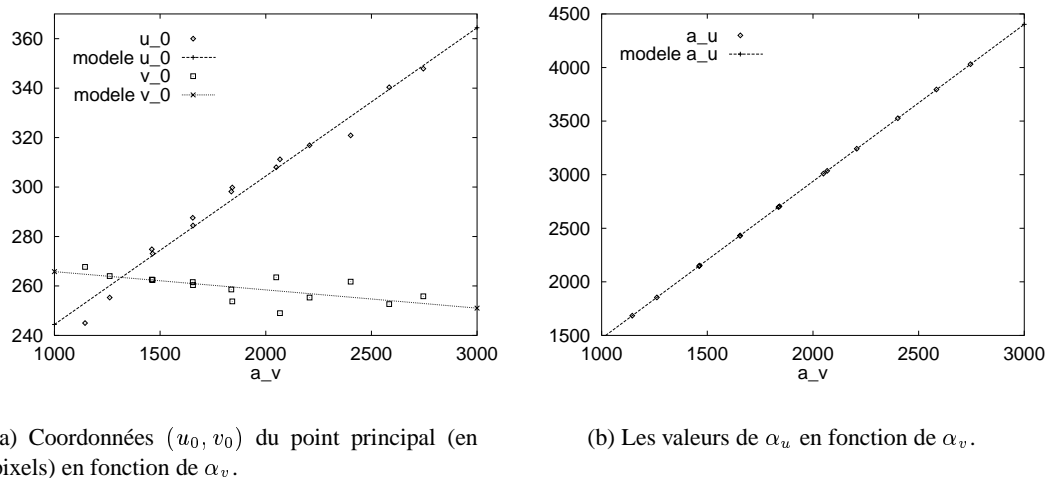 360
340
320
300
280
260
240
1000
1500
2000
2500
3000
a_v
u_0
modele u_0
v_0
modele v_0
4500
4000
3500
3000
2500
2000
1500
1000
1500
2000
2500
3000
a_v
a_u
modele a_u
a) Coordonnées (u₀, v₀) du point principal (en
pixels) en fonction de αᵥ.
(b) Les valeurs de αᵤ en fonction de αᵥ.